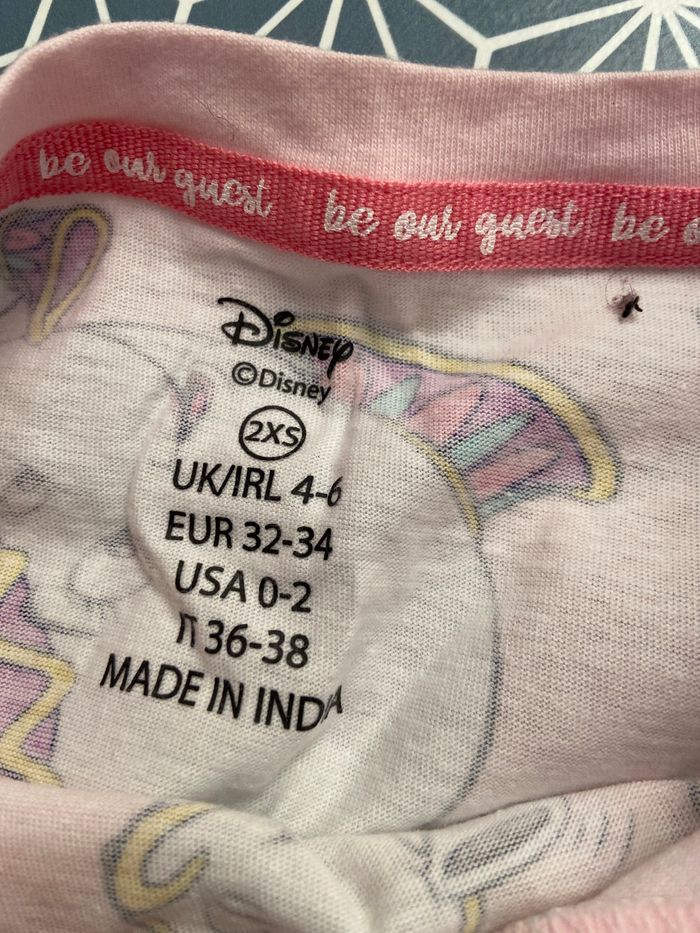 be our guest be our guest be
Disney
©Disney
2XS
UK/IRL 4-6
EUR 32-34
USA 0-2
IT 36-38
MADE IN INDIA